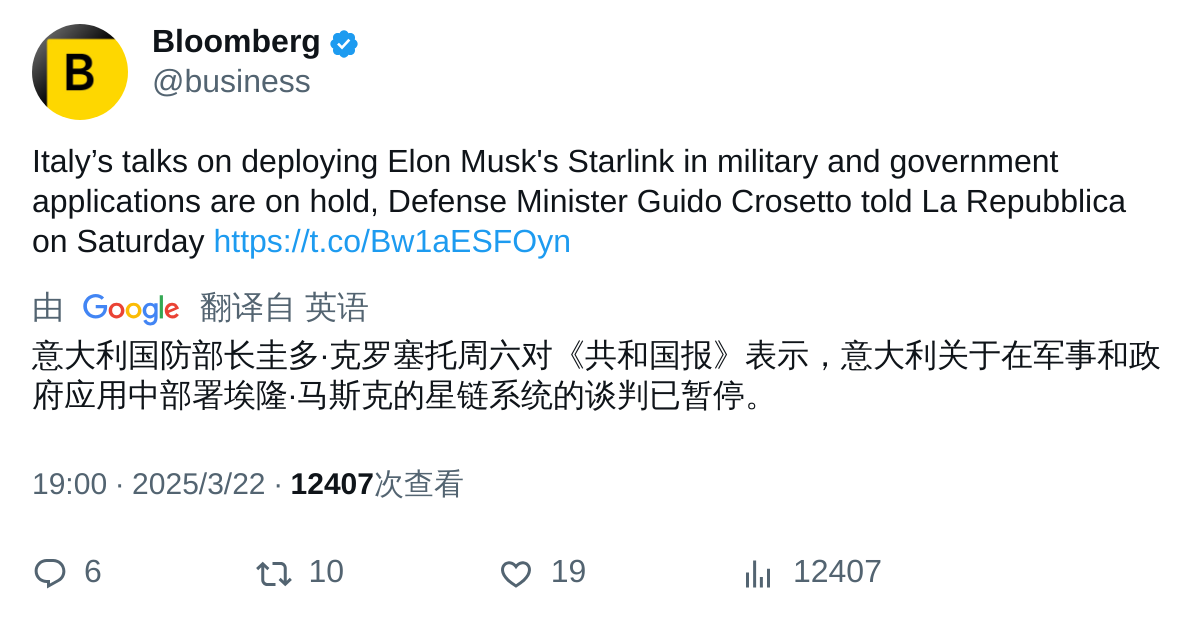 B
Bloomberg
@business
Italy’s talks on deploying Elon Musk's Starlink in military and government
applications are on hold, Defense Minister Guido Crosetto told La Repubblica
on Saturday https://t.co/Bw1aESFOyn
由 Google 翻译自 英语
意大利国防部长圭多·克罗塞托周六对《共和国报》表示，意大利关于在军事和政
府应用中部署埃隆·马斯克的星链系统的谈判已暂停。
19:00 · 2025/3/22 · 12407次查看
6 10 19 12407